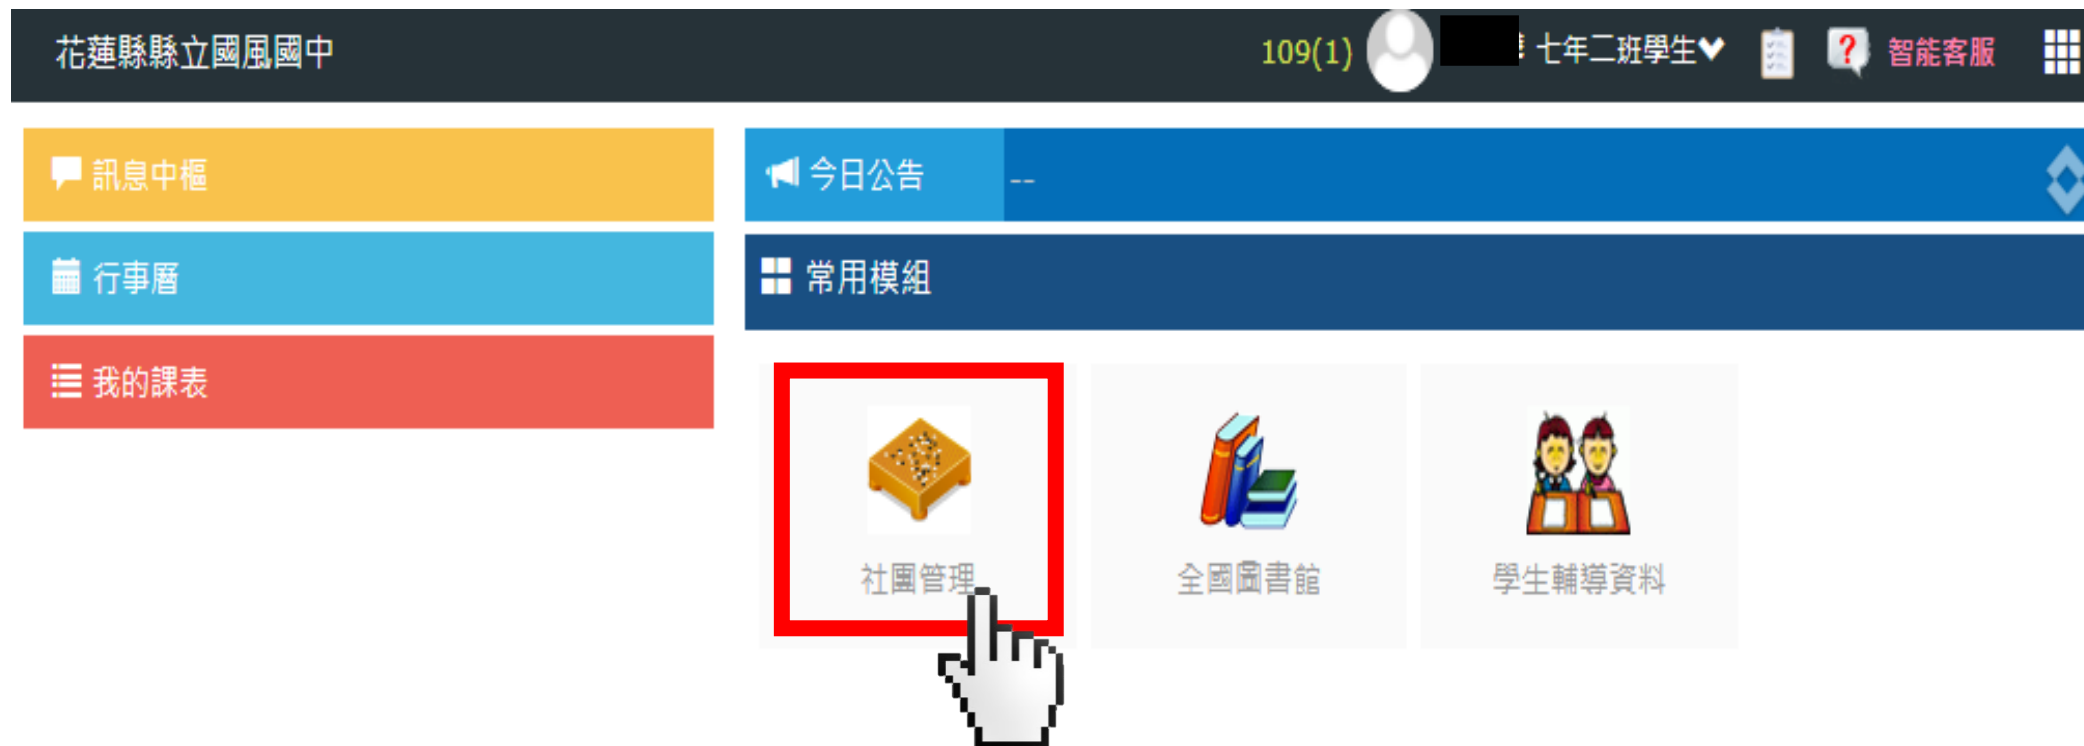 花蓮縣縣立國風國中
109(1) 七年二班學生 ? 智能客服
訊息中樞
今日公告 --
行事曆
常用模組
我的課表
社團管理
全國圖書館
學生輔導資料